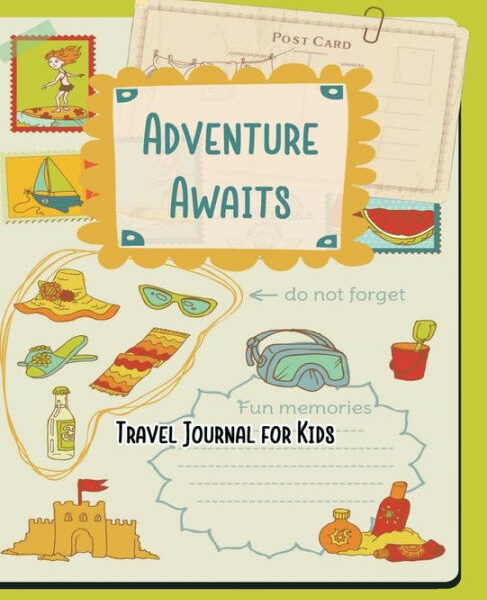 POST CARD
ADVENTURE
AWAITS
do not forget
Fun memories
TRAVEL JOURNAL FOR KIDS